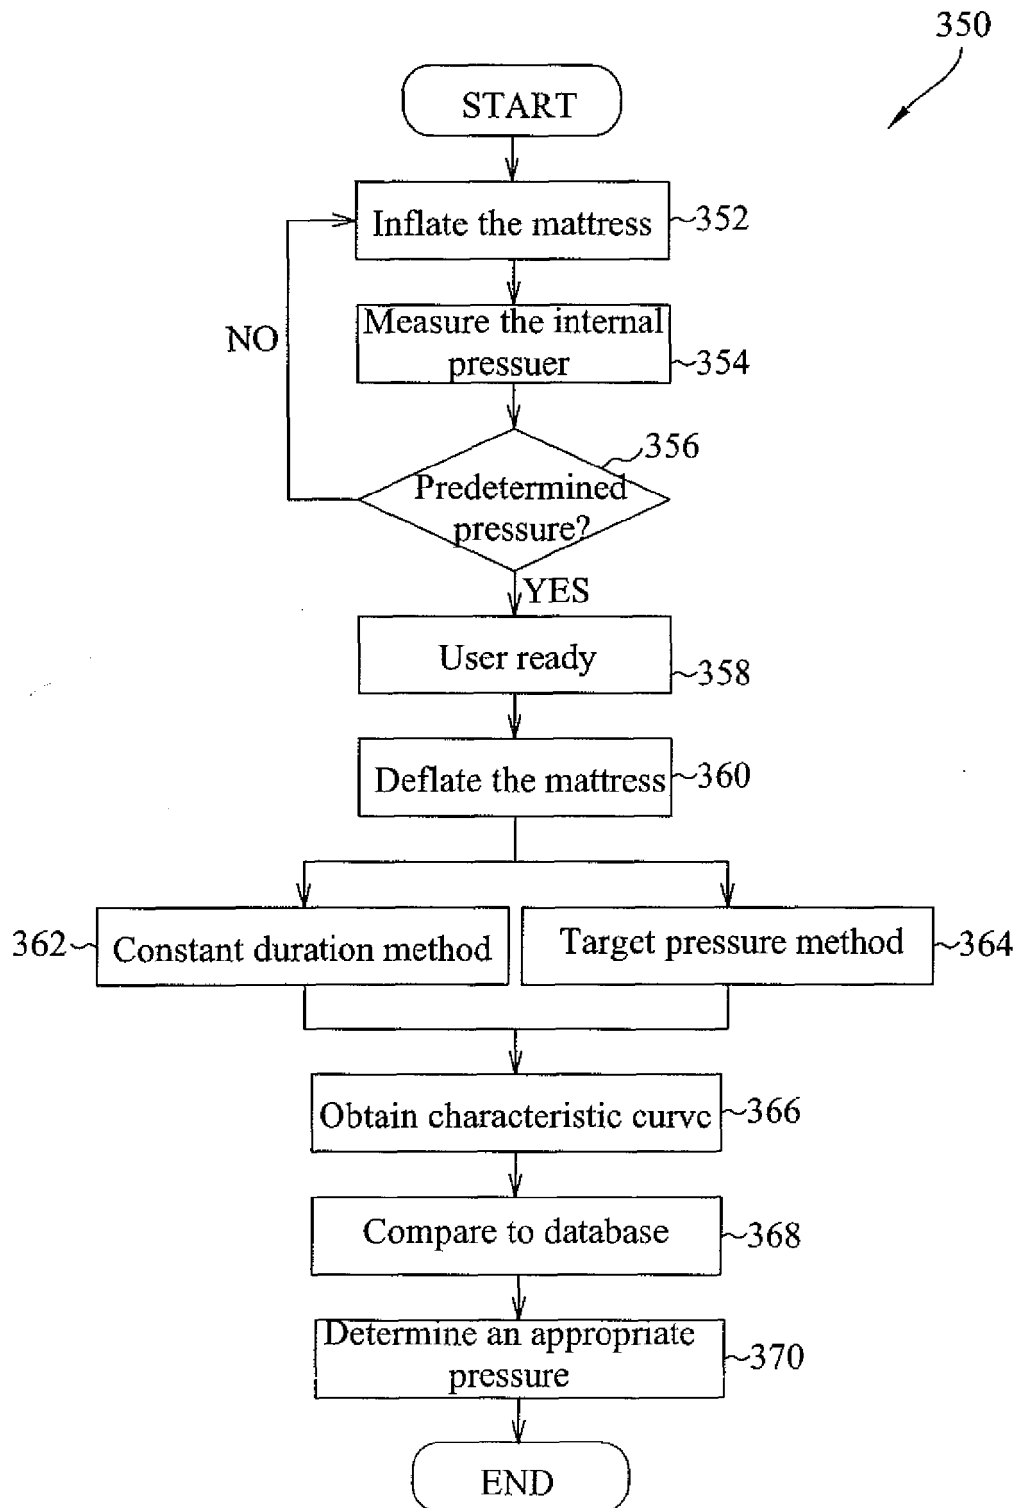 350
START
Inflate the mattress
352
NO
Measure the internal
pressuer
354
356
Predetermined
pressure?
YES
User ready
358
Deflate the mattress
360
362
Constant duration method
Target pressure method
364
Obtain characteristic curve
366
Compare to database
368
Determine an appropriate
pressure
370
END